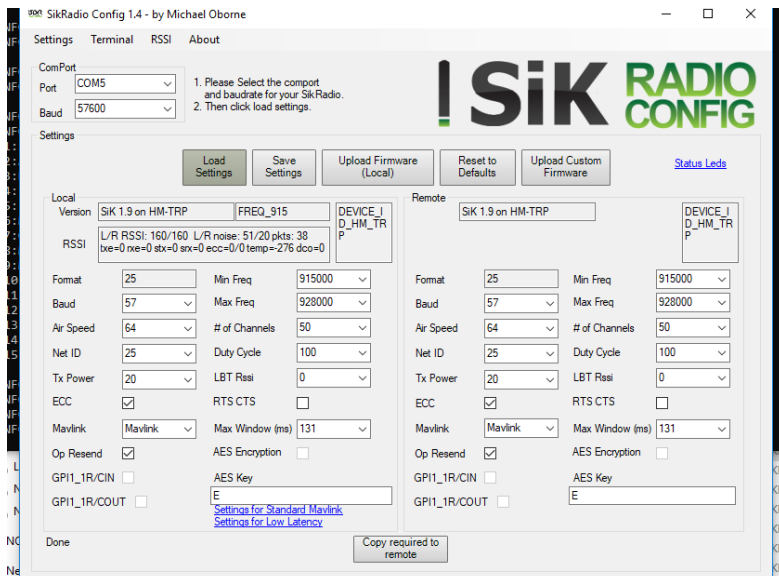 SikRadio Config 1.4 - by Michael Oborne
Settings Terminal RSSI About
ComPort
Port COM5
Baud 57600
1. Please Select the comport
and baudrate for your SikRadio.
2. Then click load settings.
SiK RADIO
CONFIG
Settings
Load Settings
Save Settings
Upload Firmware (Local)
Reset to Defaults
Upload Custom Firmware
Status Leds
Local
Version SiK 1.9 on HM-TRP FREQ_915 DEVICE_I
D_HM_TR
P
RSSI L/R RSSI: 160/160 L/R noise: 51/20 pkts: 38
txe=0 rxe=0 stx=0 srx=0 ecc=0/0 temp=-276 dco=0
Format 25 Min Freq 915000
Baud 57 Max Freq 928000
Air Speed 64 # of Channels 50
Net ID 25 Duty Cycle 100
Tx Power 20 LBT Rssi 0
ECC RTS CTS
Mavlink Mavlink Max Window (ms) 131
Op Resend AES Encryption
GPI1_1R/CIN AES Key
GPI1_1R/COUT E
Settings for Standard Mavlink
Settings for Low Latency
Remote
SiK 1.9 on HM-TRP DEVICE_I
D_HM_TR
P
Format 25 Min Freq 915000
Baud 57 Max Freq 928000
Air Speed 64 # of Channels 50
Net ID 25 Duty Cycle 100
Tx Power 20 LBT Rssi 0
ECC RTS CTS
Mavlink Mavlink Max Window (ms) 131
Op Resend AES Encryption
GPI1_1R/CIN AES Key
GPI1_1R/COUT E
Done
Copy required to
remote